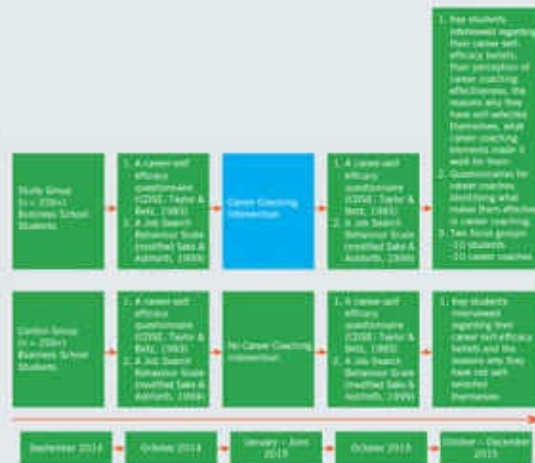 Study Group
(n = 250+)
Business School
Students
1. A career-self
efficacy
questionnaire
(CDSE; Taylor &
Betz, 1983)
2. A Job Search
Behaviour Scale
(modified Saks &
Ashforth, 1999)
Career Coaching
Intervention
1. A career-self
efficacy
questionnaire
(CDSE; Taylor &
Betz, 1983)
2. A Job Search
Behaviour Scale
(modified Saks &
Ashforth, 1999)
1. Key students
interviewed regarding
their career self-
efficacy beliefs,
their perception of
career coaching
effectiveness, the
reasons why they
have self-selected
themselves, what
career coaching
elements made it
work for them.
2. Questionnaires for
career coaches
identifying what
makes them effective
in career coaching.
3. Two focus groups:
-10 students
-10 career coaches
Control Group
(n = 250+)
Business School
Students
1. A career-self
efficacy
questionnaire
(CDSE; Taylor &
Betz, 1983)
2. A Job Search
Behaviour Scale
(modified Saks &
Ashforth, 1999)
No Career Coaching
Intervention
1. A career-self
efficacy
questionnaire
(CDSE; Taylor &
Betz, 1983)
2. A Job Search
Behaviour Scale
(modified Saks &
Ashforth, 1999)
1. Key students
interviewed
regarding their
career self-efficacy
beliefs and the
reasons why they
have not self-
selected
themselves
September 2014
October 2014
January - June
2015
October 2015
October - December
2015